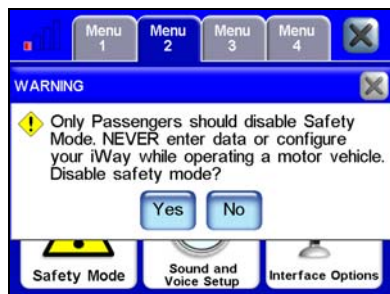 Menu 1
Menu 2
Menu 3
Menu 4
WARNING
Only Passengers should disable Safety
Mode. NEVER enter data or configure
your iWay while operating a motor vehicle.
Disable safety mode?
Yes
No
Safety Mode
Sound and
Voice Setup
Interface Options